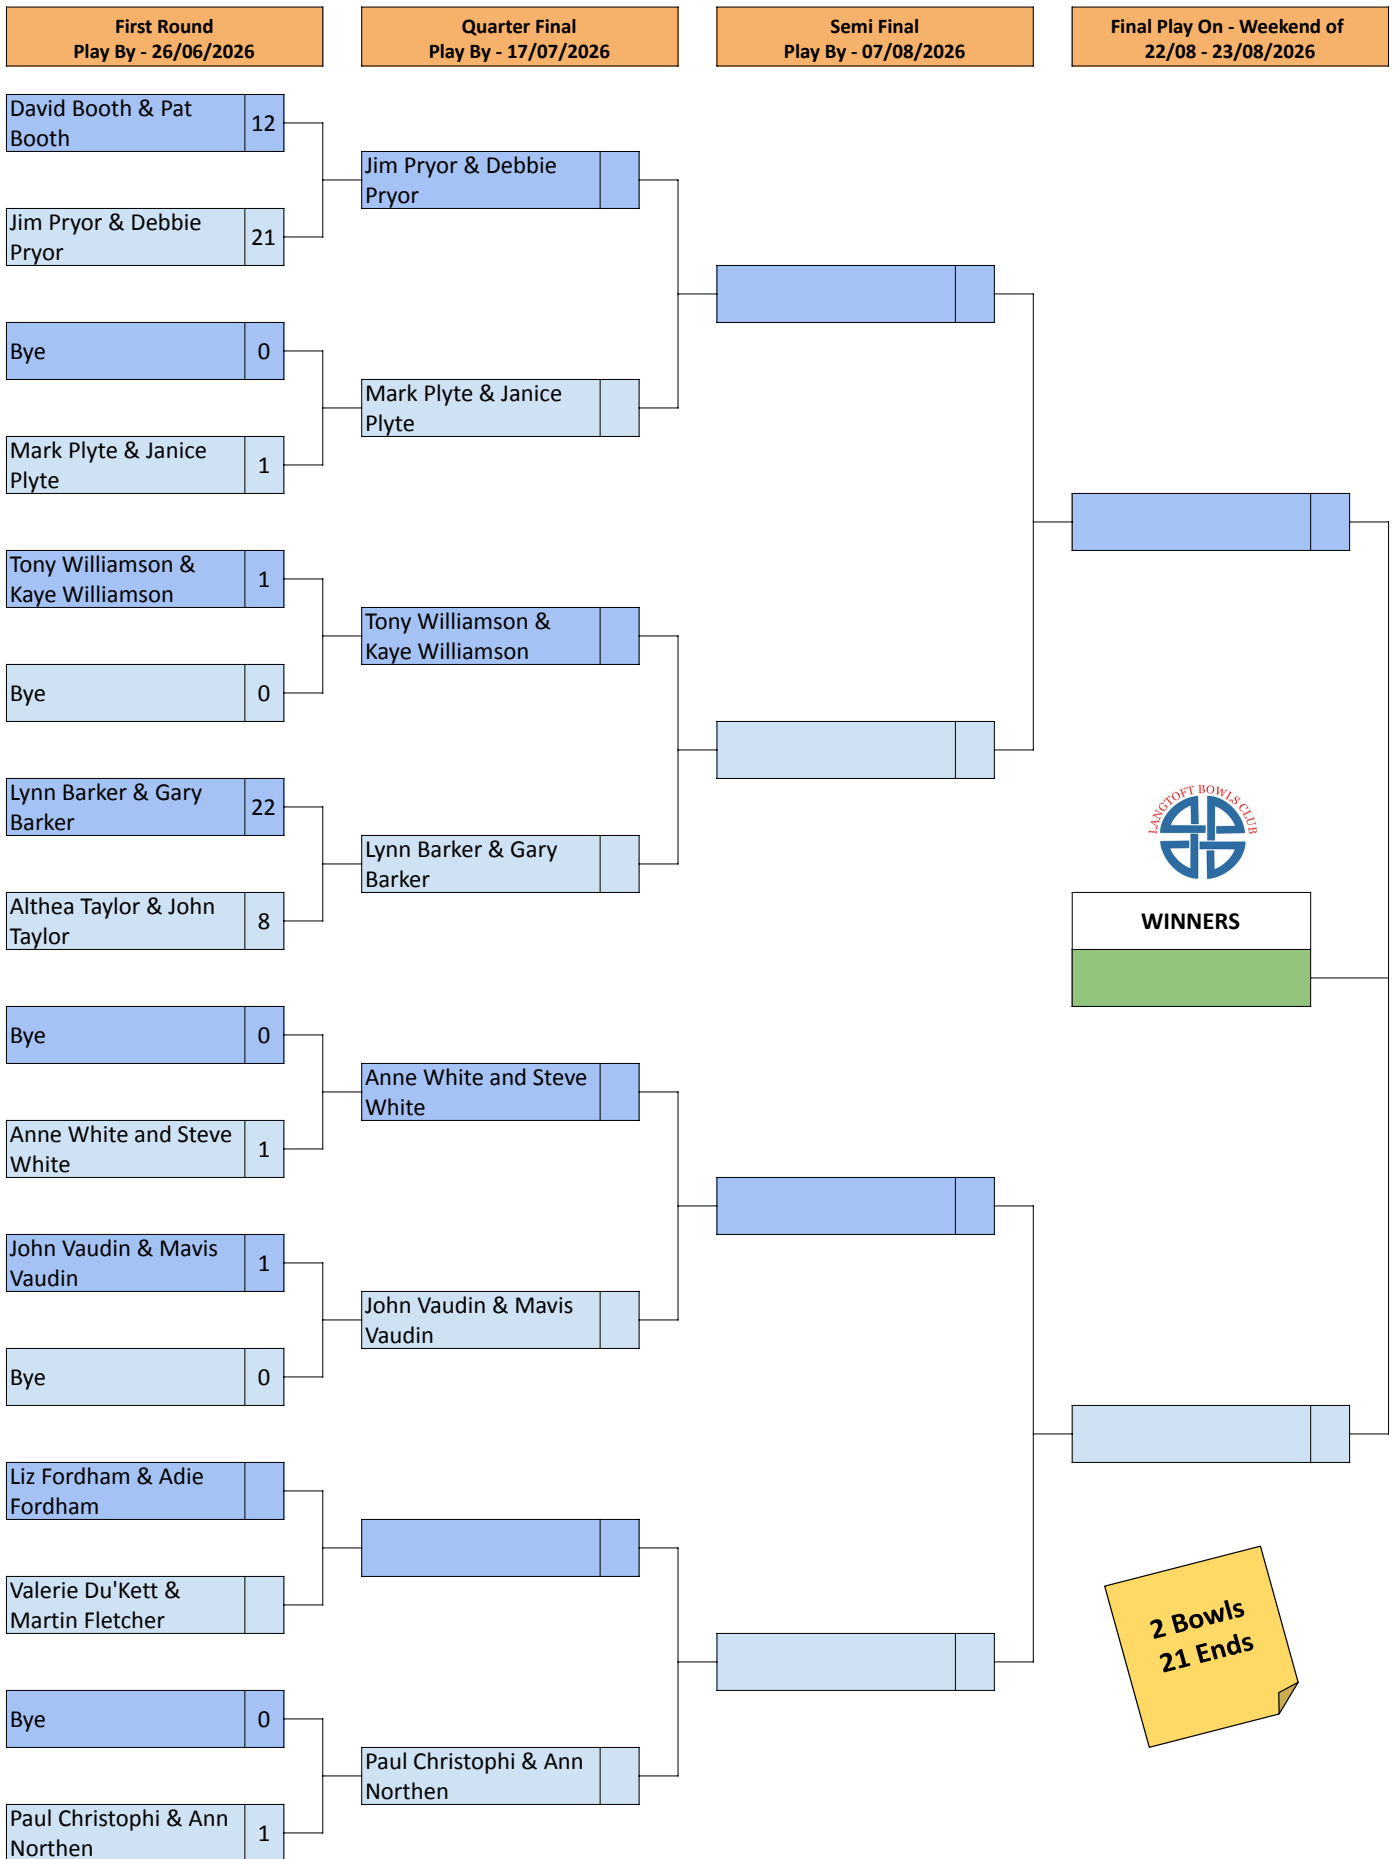 First Round
Play By - 26/06/2026
Quarter Final
Play By - 17/07/2026
Semi Final
Play By - 07/08/2026
Final Play On - Weekend of
22/08 - 23/08/2026
David Booth & Pat
Booth
12
Jim Pryor & Debbie
Pryor
21
Bye
0
Mark Plyte & Janice
Plyte
1
Tony Williamson &
Kaye Williamson
1
Bye
0
Lynn Barker & Gary
Barker
22
Althea Taylor & John
Taylor
8
Bye
0
Anne White and Steve
White
1
John Vaudin & Mavis
Vaudin
1
Bye
0
Liz Fordham & Adie
Fordham
Valerie Du'Kett &
Martin Fletcher
Bye
0
Paul Christophi & Ann
Northen
1
Jim Pryor & Debbie
Pryor
Mark Plyte & Janice
Plyte
Tony Williamson &
Kaye Williamson
Lynn Barker & Gary
Barker
Anne White and Steve
White
John Vaudin & Mavis
Vaudin
Paul Christophi & Ann
Northen
LANGTOFT BOWLS CLUB
WINNERS
2 Bowls
21 Ends